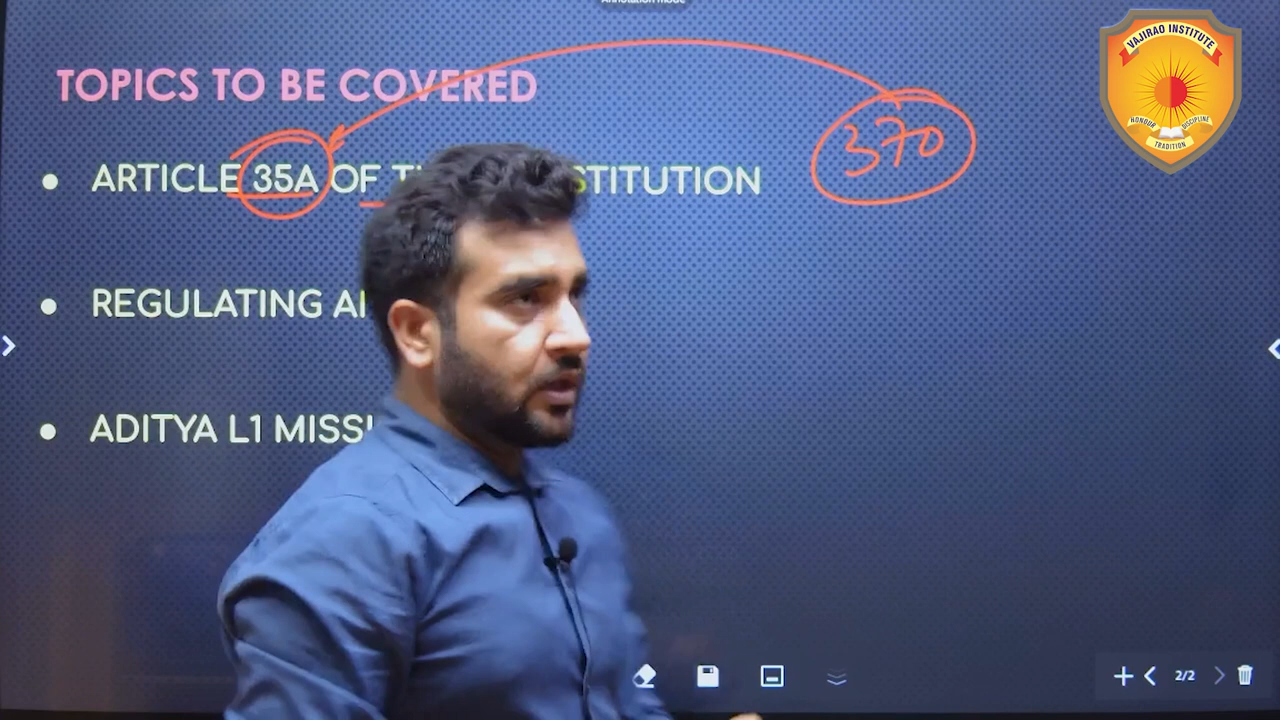 VAJIRAO INSTITUTE
TOPICS TO BE COVERED
370
• ARTICLE 35A OF STITUTION
HONOUR DISCIPLINE
TRADITION
• REGULATING
• ADITYA L1
2/2